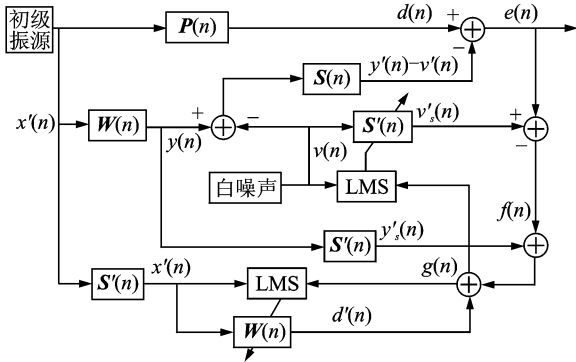 初级
振源
P(n)
d(n)
+
e(n)
−
S(n)
y′(n)−v′(n)
x′(n)
W(n)
+
−
y(n)
v(n)
S′(n)
v′ₛ(n)
+
−
白噪声
LMS
f(n)
S′(n)
y′ₛ(n)
g(n)
S′(n)
x′(n)
LMS
W(n)
d′(n)